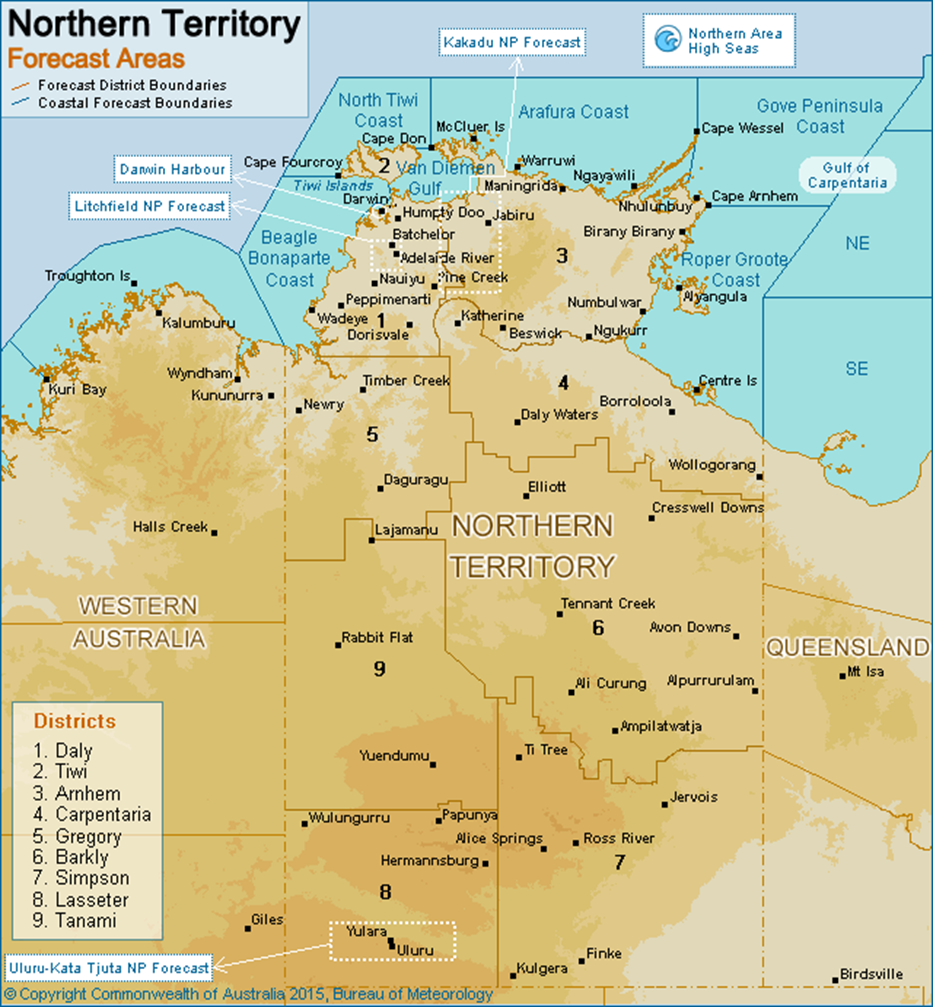 Northern Territory
Forecast Areas
Forecast District Boundaries
Coastal Forecast Boundaries
Kakadu NP Forecast
Northern Area
High Seas
North Tiwi
Coast
Arafura Coast
Gove Peninsula
Coast
McCluer Is
Cape Don
Cape Wessel
Darwin Harbour
Cape Fourcroy
2
Van Diemen
Gulf
Warruwi
Ngayawili
Gulf of
Carpentaria
Tiwi Islands
Maningrida
Litchfield NP Forecast
Darwin
Humpty Doo
Jabiru
Nhulunbuy
Cape Arnhem
Beagle
Bonaparte
Coast
Batchelor
Adelaide River
3
Birany Birany
NE
Roper Groote
Coast
Troughton Is
Nauiyu
Pine Creek
Alyangula
Peppimenarti
Numbulwar
Kalumburu
Wadeye
1
Katherine
Dorisvale
Beswick
Ngukurr
Wyndham
Kuri Bay
Kununurra
Timber Creek
Newry
4
Centre Is
SE
Borroloola
Daly Waters
5
Wollogorang
Daguragu
Elliott
Cresswell Downs
Halls Creek
Lajamanu
NORTHERN
TERRITORY
WESTERN
AUSTRALIA
Tennant Creek
6
Avon Downs
Rabbit Flat
QUEENSLAND
9
Mt Isa
Ali Curung
Alpurrurulam
Ampilatwatja
Districts
1. Daly
2. Tiwi
3. Arnhem
4. Carpentaria
5. Gregory
6. Barkly
7. Simpson
8. Lasseter
9. Tanami
Yuendumu
Ti Tree
Jervois
Wulungurru
Papunya
Alice Springs
Ross River
Hermannsburg
7
8
Giles
Yulara
Uluru
Uluru-Kata Tjuta NP Forecast
Finke
Kulgera
Birdsville
© Copyright Commonwealth of Australia 2015, Bureau of Meteorology